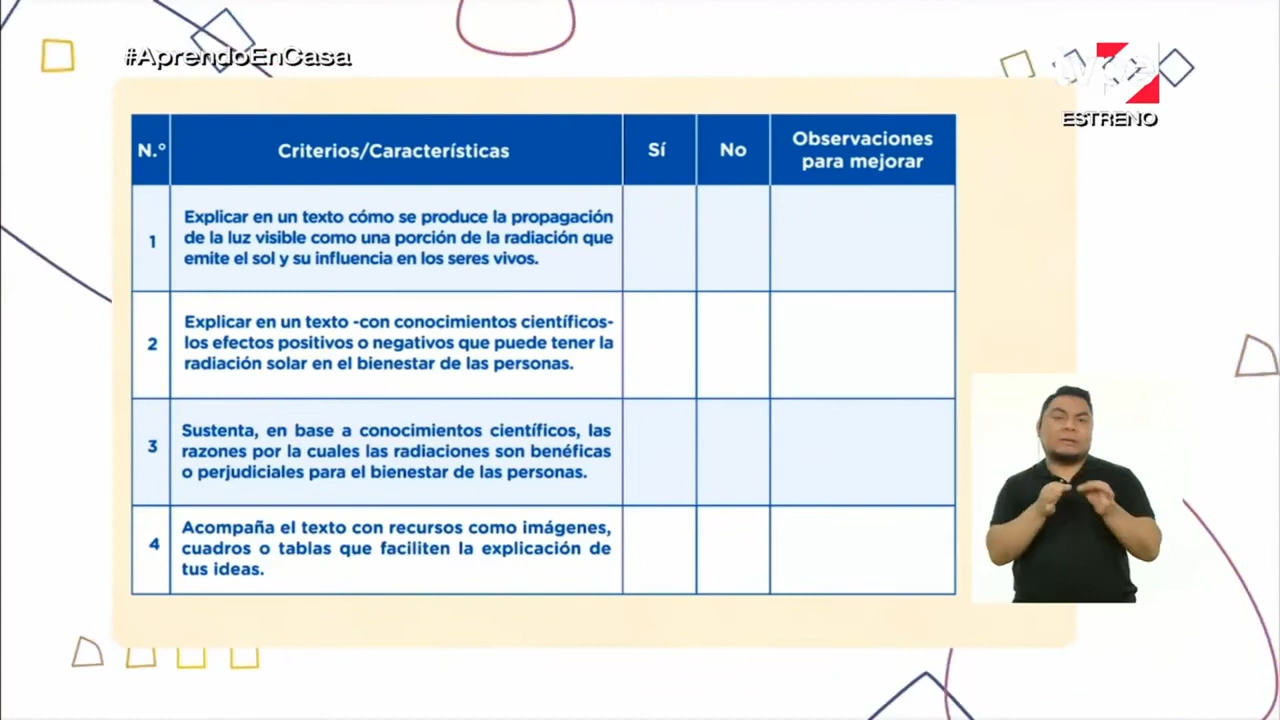 #AprendoEnCasa
tvperú
ESTRENO
N.° Criterios/Características Sí No Observaciones
para mejorar
1 Explicar en un texto cómo se produce la propagación
de la luz visible como una porción de la radiación que
emite el sol y su influencia en los seres vivos.
2 Explicar en un texto -con conocimientos científicos-
los efectos positivos o negativos que puede tener la
radiación solar en el bienestar de las personas.
3 Sustenta, en base a conocimientos científicos, las
razones por la cuales las radiaciones son benéficas
o perjudiciales para el bienestar de las personas.
4 Acompaña el texto con recursos como imágenes,
cuadros o tablas que faciliten la explicación de
tus ideas.